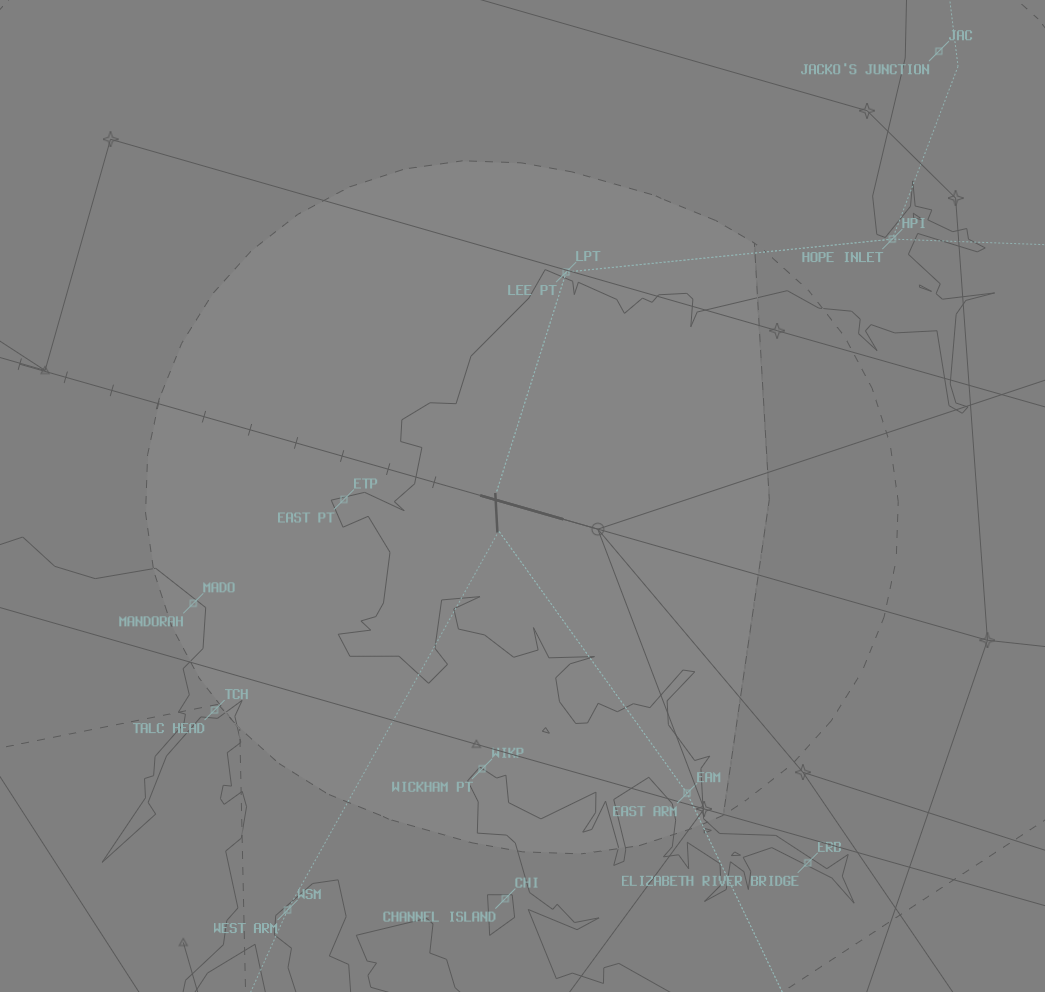 JAC
JACKO'S JUNCTION
HPI
HOPE INLET
LPT
LEE PT
ETP
EAST PT
MADO
MANDORAH
TCH
TALC HEAD
WIKP
WICKHAM PT
EAM
EAST ARM
ERB
ELIZABETH RIVER BRIDGE
CHI
CHANNEL ISLAND
WSM
WEST ARM